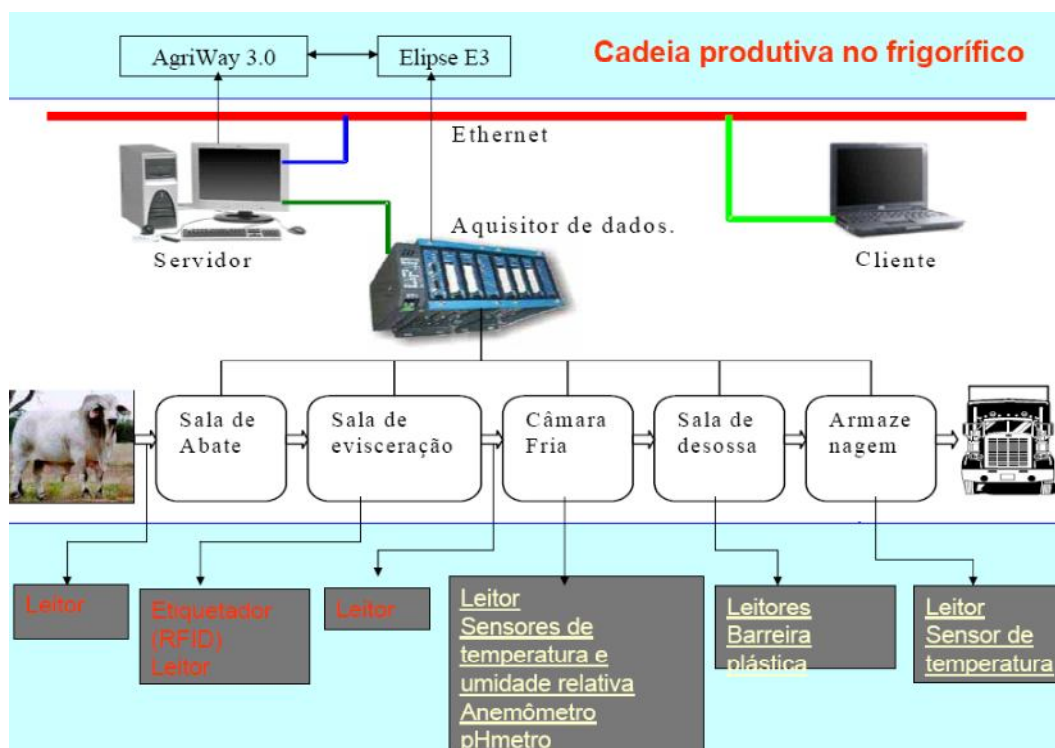 AgriWay 3.0
Elipse E3
Cadeia produtiva no frigorífico
Ethernet
Servidor
Aquisitor de dados.
Cliente
Sala de
Abate
Sala de
evisceração
Câmara
Fria
Sala de
desossa
Armaze
nagem
Leitor
Etiquetador
(RFID)
Leitor
Leitor
Leitor
Sensores de
temperatura e
umidade relativa
Anemômetro
pHmetro
Leitores
Barreira
plástica
Leitor
Sensor de
temperatura